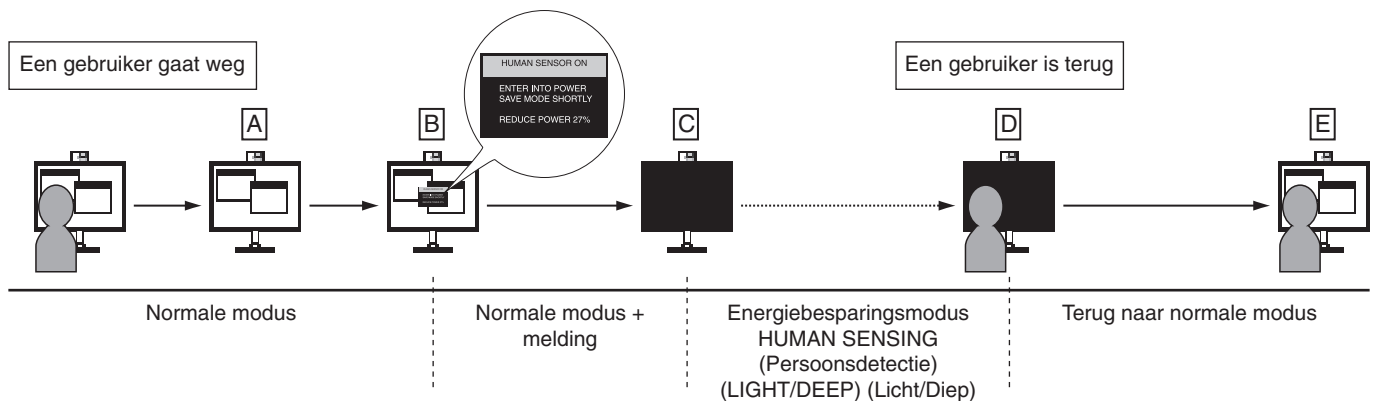 Een gebruiker gaat weg
HUMAN SENSOR ON
ENTER INTO POWER
SAVE MODE SHORTLY
REDUCE POWER 27%
Een gebruiker is terug
A
B
C
D
E
Normale modus
Normale modus +
melding
Energiebesparingsmodus
HUMAN SENSING
(Persoonsdetectie)
(LIGHT/DEEP) (Licht/Diep)
Terug naar normale modus